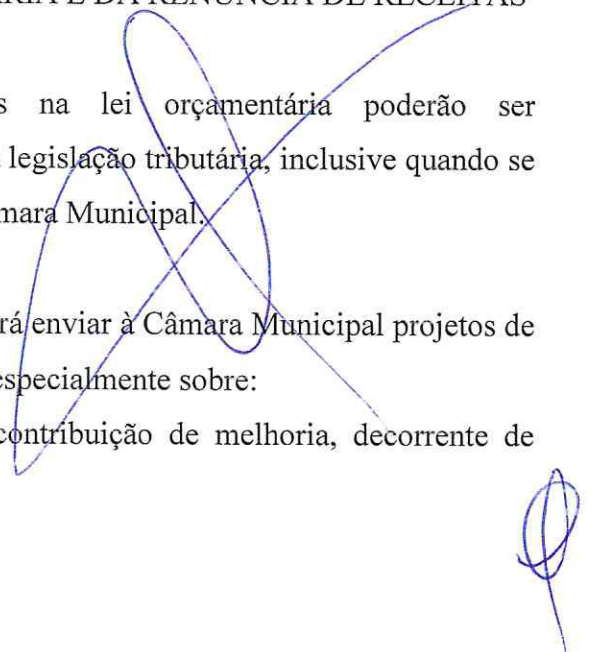 ÁRIA E DA RENÚNCIA DE RECEITAS
s na lei orçamentária poderão ser
legislação tributária, inclusive quando se
mara Municipal.
rá enviar à Câmara Municipal projetos de
especialmente sobre:
contribuição de melhoria, decorrente de